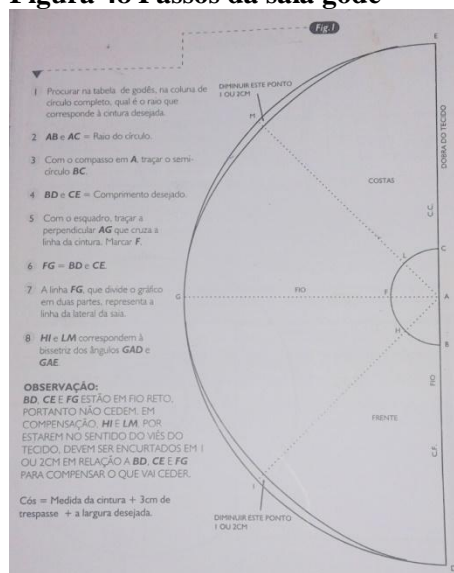 Figura 48 Passos da saia godê
Fig.1
1 Procurar na tabela de godês, na coluna de
círculo completo, qual é o raio que
corresponde à cintura desejada.
2 AB e AC = Raio do círculo.
3 Com o compasso em A, traçar o semi-
círculo BC.
4 BD e CE = Comprimento desejado.
5 Com o esquadro, traçar a
perpendicular AG que cruza a
linha da cintura. Marcar F.
6 FG = BD e CE.
7 A linha FG, que divide o gráfico
em duas partes, representa a
linha da lateral da saia.
8 HI e LM correspondem à
bissetriz dos ângulos GAD e
GAE.
OBSERVAÇÃO:
BD, CE E FG ESTÃO EM FIO RETO,
PORTANTO NÃO CEDEM. EM
COMPENSAÇÃO, HI E LM, POR
ESTAREM NO SENTIDO DO VIÉS DO
TECIDO, DEVEM SER ENCURTADOS EM 1
OU 2CM EM RELAÇÃO A BD, CE E FG
PARA COMPENSAR O QUE VAI CEDER.
Cós = Medida da cintura + 3cm de
trespasse + a largura desejada.
E
DIMINUIR ESTE PONTO
1 OU 2CM
M
DOBRA DO TECIDO
COSTAS
C.C.
L
C
G
FIO
F
A
H
B
FIO
FRENTE
C.F.
I
DIMINUIR ESTE PONTO
1 OU 2CM
D